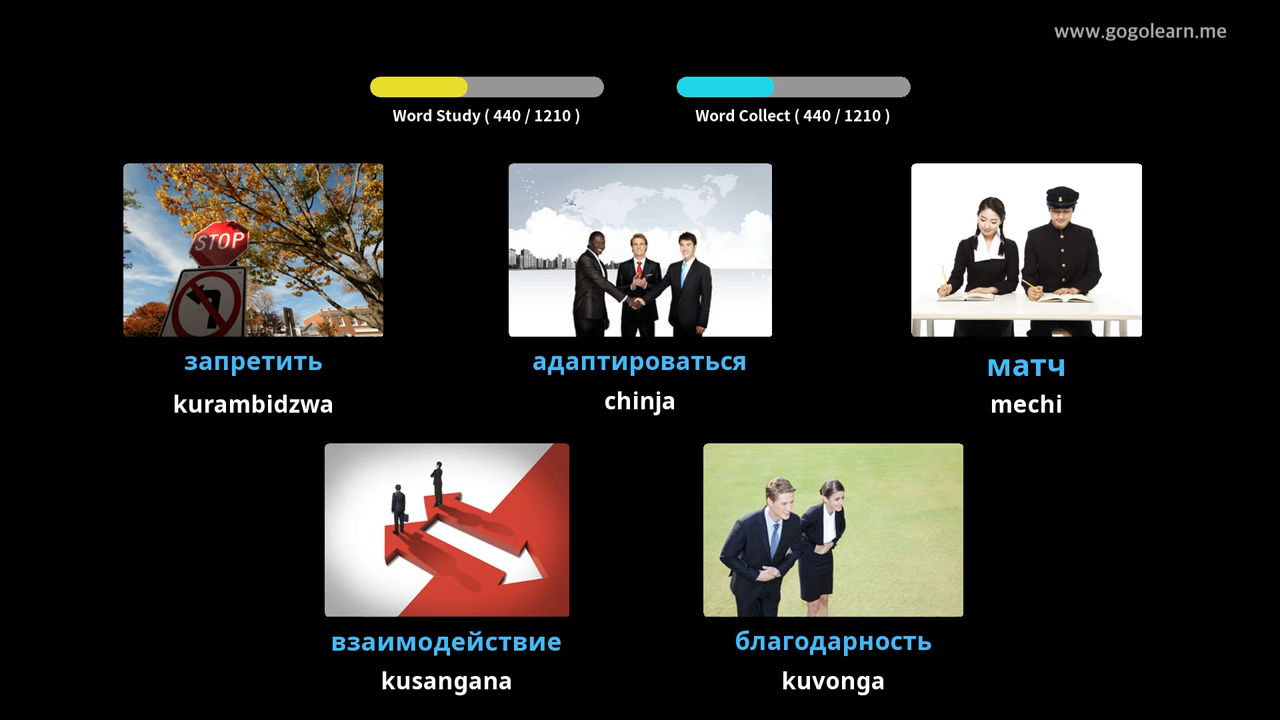 www.gogolearn.me
Word Study ( 440 / 1210 )
Word Collect ( 440 / 1210 )
STOP
запретить
адаптироваться
матч
kurambidzwa
chinja
mechi
взаимодействие
благодарность
kusangana
kuvonga